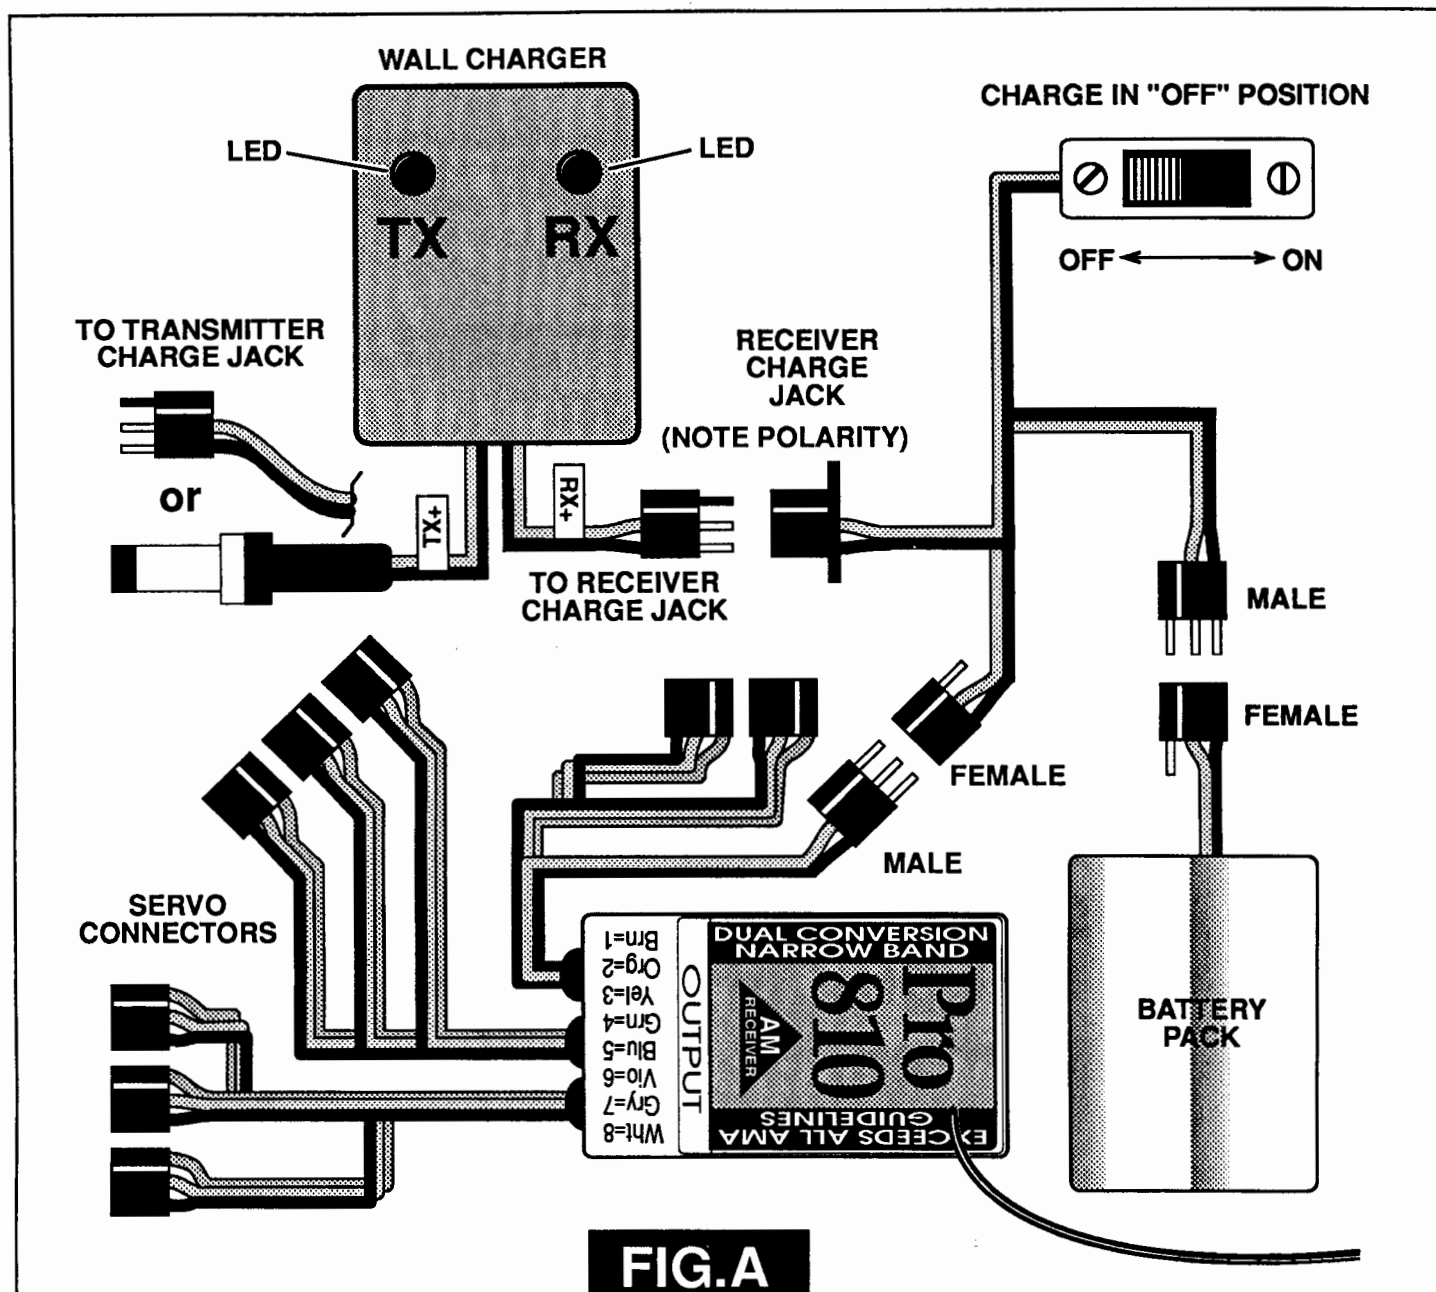 WALL CHARGER
LED
LED
TX
RX
CHARGE IN "OFF" POSITION
OFF
ON
TO TRANSMITTER
CHARGE JACK
or
TX+
RX+
RECEIVER
CHARGE
JACK
(NOTE POLARITY)
TO RECEIVER
CHARGE JACK
MALE
FEMALE
FEMALE
MALE
SERVO
CONNECTORS
Brn=1
Org=2
Yel=3
Grn=4
Blu=5
Vio=6
Gry=7
Wht=8
OUTPUT
DUAL CONVERSION
NARROW BAND
Pro
810
AM
RECEIVER
EXCEEDS ALL AMA
GUIDELINES
BATTERY
PACK
FIG.A